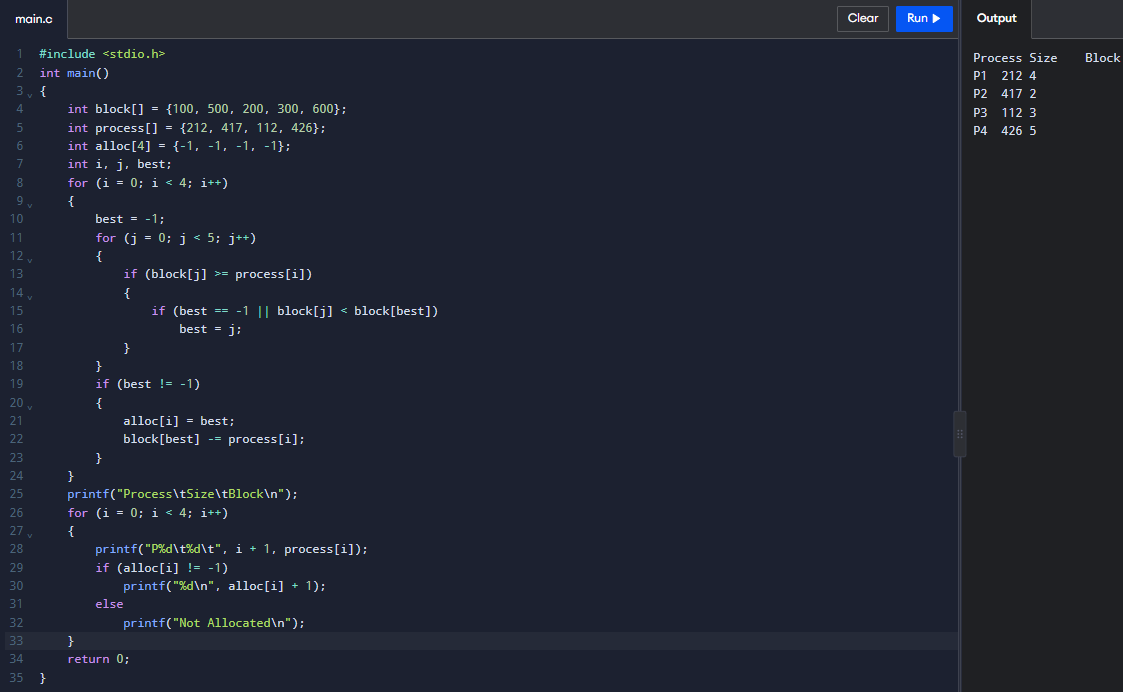 main.c
Clear
Run
Output
1 #include <stdio.h>
2 int main()
3 {
4     int block[] = {100, 500, 200, 300, 600};
5     int process[] = {212, 417, 112, 426};
6     int alloc[4] = {-1, -1, -1, -1};
7     int i, j, best;
8     for (i = 0; i < 4; i++)
9     {
10         best = -1;
11         for (j = 0; j < 5; j++)
12         {
13             if (block[j] >= process[i])
14             {
15                 if (best == -1 || block[j] < block[best])
16                     best = j;
17             }
18         }
19         if (best != -1)
20         {
21             alloc[i] = best;
22             block[best] -= process[i];
23         }
24     }
25     printf("Process\tSize\tBlock\n");
26     for (i = 0; i < 4; i++)
27     {
28         printf("P%d\t%d\t", i + 1, process[i]);
29         if (alloc[i] != -1)
30             printf("%d\n", alloc[i] + 1);
31         else
32             printf("Not Allocated\n");
33     }
34     return 0;
35 }
Process Size    Block
P1  212 4
P2  417 2
P3  112 3
P4  426 5